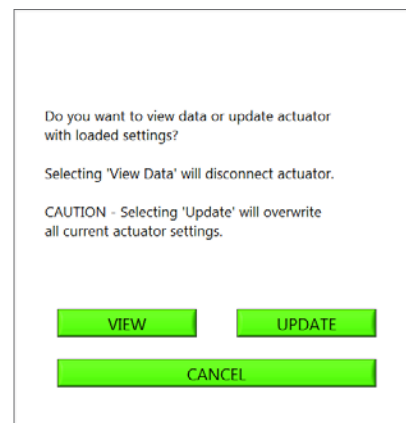 Do you want to view data or update actuator
with loaded settings?
Selecting 'View Data' will disconnect actuator.
CAUTION - Selecting 'Update' will overwrite
all current actuator settings.
VIEW
UPDATE
CANCEL